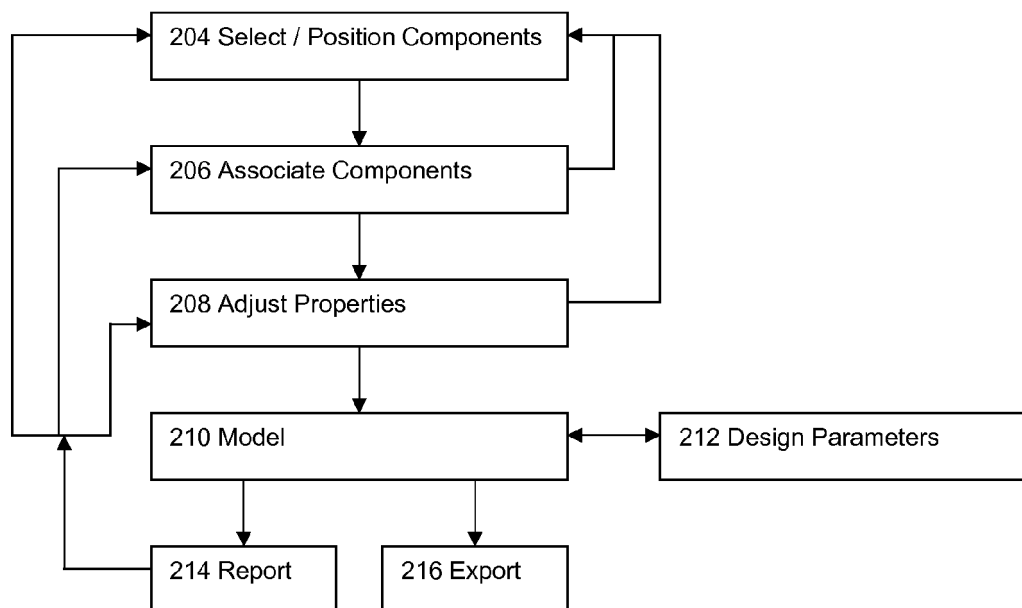 204 Select / Position Components
206 Associate Components
208 Adjust Properties
210 Model
212 Design Parameters
214 Report
216 Export